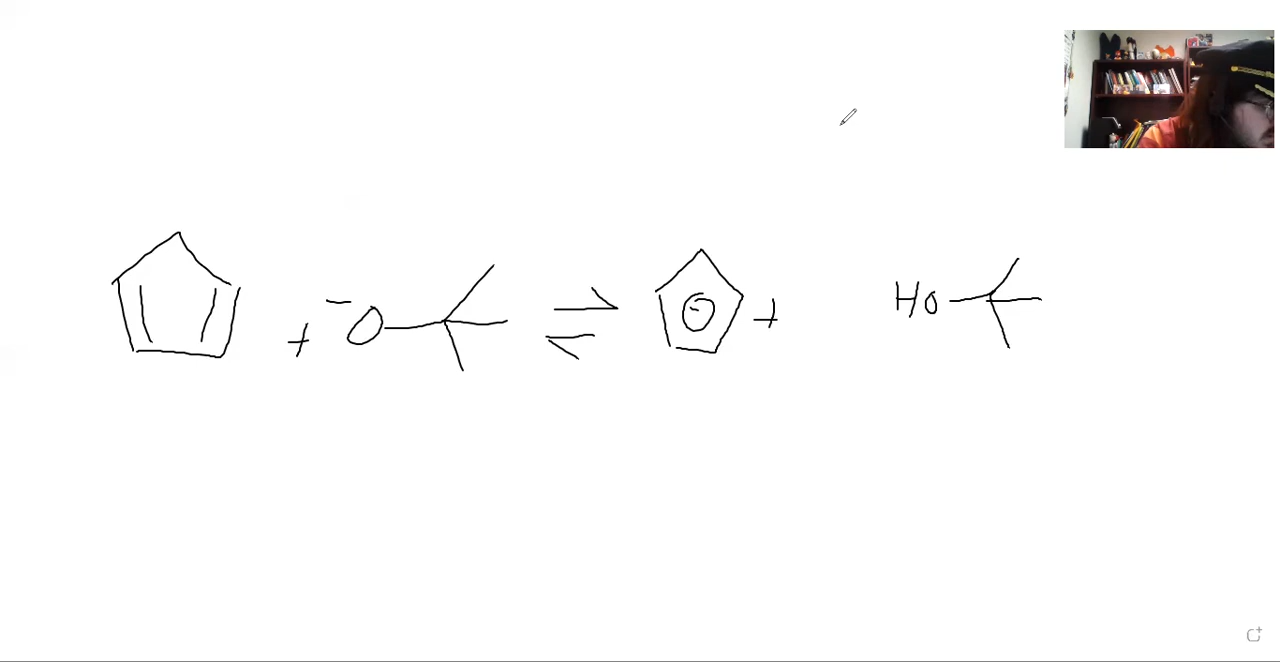 + ⁻O ⇌ ⊖ + HO